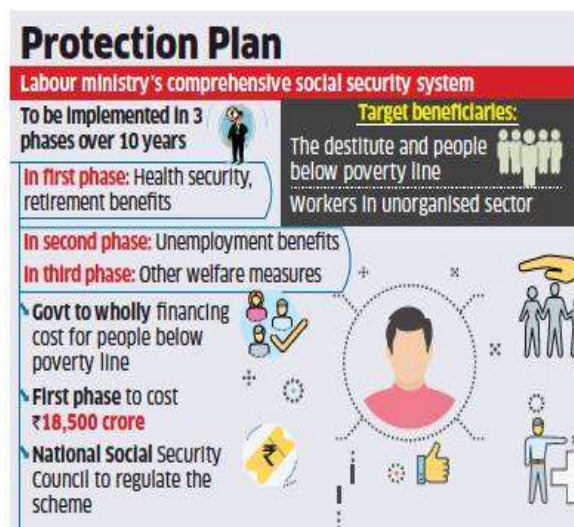 Protection Plan
Labour ministry's comprehensive social security system
To be implemented in 3
phases over 10 years
Target beneficiaries:
The destitute and people
below poverty line
Workers in unorganised sector
In first phase: Health security,
retirement benefits
In second phase: Unemployment benefits
In third phase: Other welfare measures
Govt to wholly financing
cost for people below
poverty line
First phase to cost
₹18,500 crore
National Social Security
Council to regulate the
scheme
₹